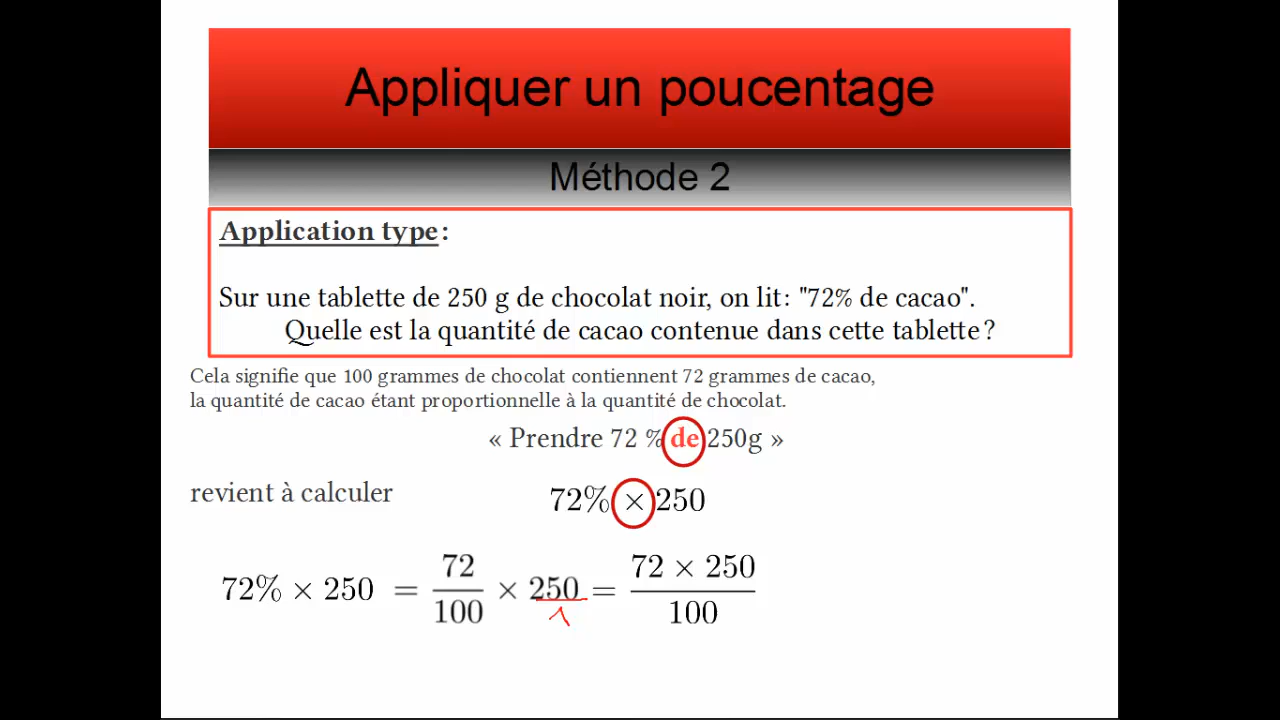 Appliquer un poucentage
Méthode 2
Application type :
Sur une tablette de 250 g de chocolat noir, on lit : "72% de cacao".
Quelle est la quantité de cacao contenue dans cette tablette ?
Cela signifie que 100 grammes de chocolat contiennent 72 grammes de cacao,
la quantité de cacao étant proportionnelle à la quantité de chocolat.
« Prendre 72 % de 250g »
revient à calculer 72% × 250
72% × 250 = 72/100 × 250/1 = (72 × 250)/100